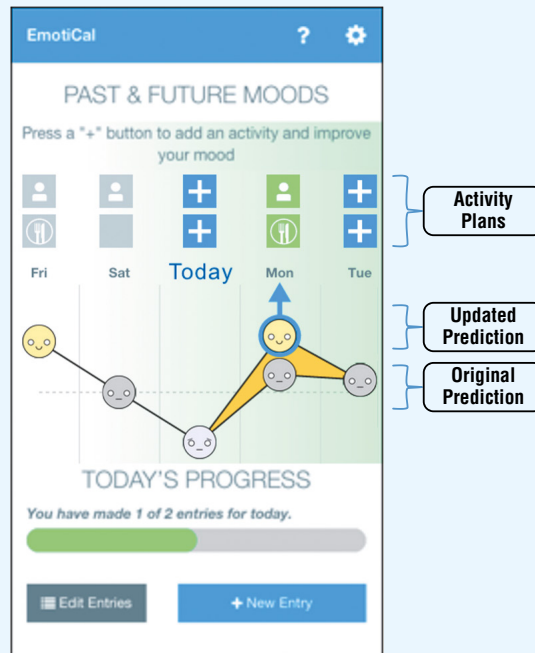 EmotiCal ?
PAST & FUTURE MOODS
Press a "+" button to add an activity and improve
your mood
Activity
Plans
Fri Sat Today Mon Tue
Updated
Prediction
Original
Prediction
TODAY'S PROGRESS
You have made 1 of 2 entries for today.
Edit Entries + New Entry